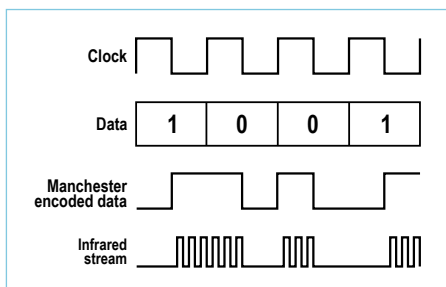 Clock
Data 1 0 0 1
Manchester
encoded data
Infrared
stream